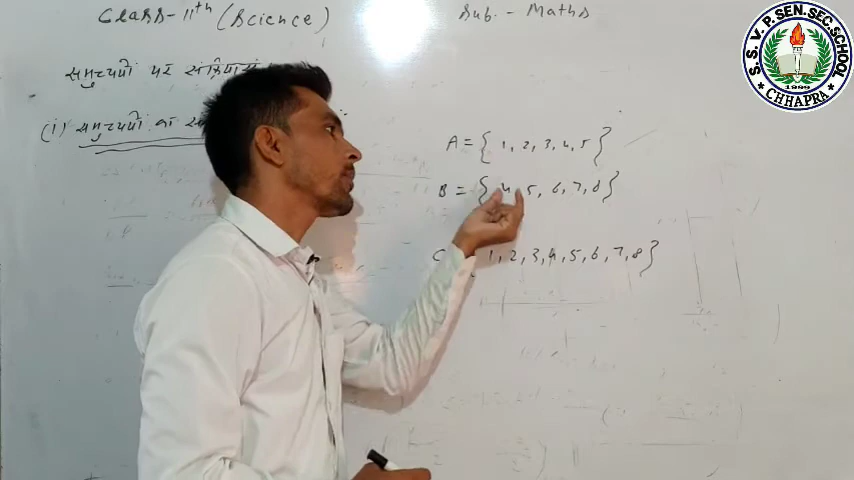 Class - 11th (Science)
Sub. - Maths
समुच्चयों पर संक्रियाएं
(i) समुच्चयों का
A = { 1, 2, 3, 4, 5 }
B = { 4, 5, 6, 7, 8 }
C 1, 2, 3, 4, 5, 6, 7, 8 }
S. S. V. P. SEN. SEC. SCHOOL
1999
CHHAPRA